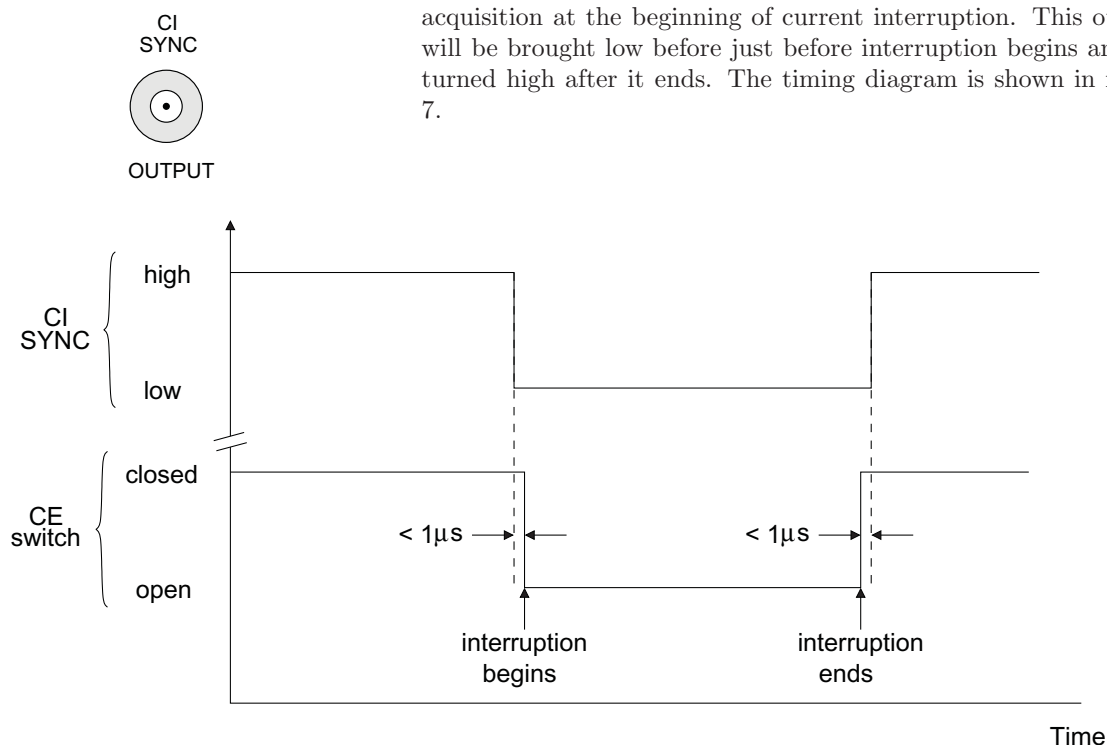 CI
SYNC
OUTPUT
acquisition at the beginning of current interruption. This
will be brought low before just before interruption begins
turned high after it ends. The timing diagram is shown in
7.
high
CI
SYNC
low
closed
CE
switch
< 1μs
< 1μs
open
interruption
begins
interruption
ends
Time